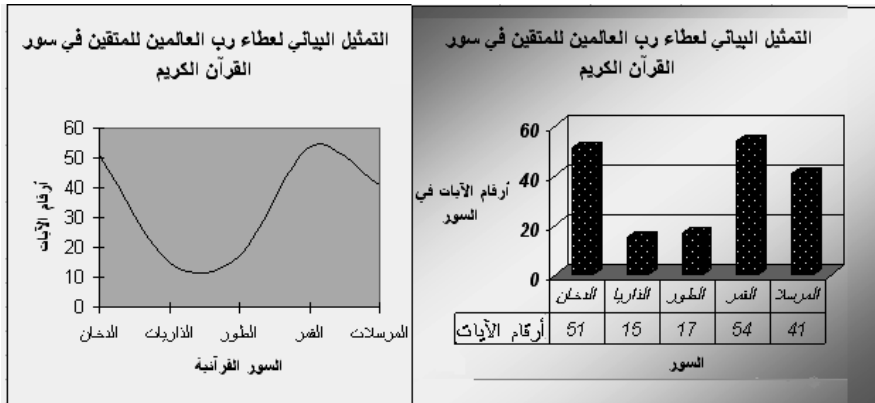 التمثيل البياني لعطاء رب العالمين للمتقين في سور
القرآن الكريم
أرقام الآيات في
السور
60
40
20
0
الدخان الذاريا الطور القمر المرسلا
أرقام الآيات 51 15 17 54 41
السور
التمثيل البياني لعطاء رب العالمين للمتقين في سور
القرآن الكريم
أرقام الآيات
60
50
40
30
20
10
0
الدخان الذاريات الطور القمر المرسلات
السور القرآنية